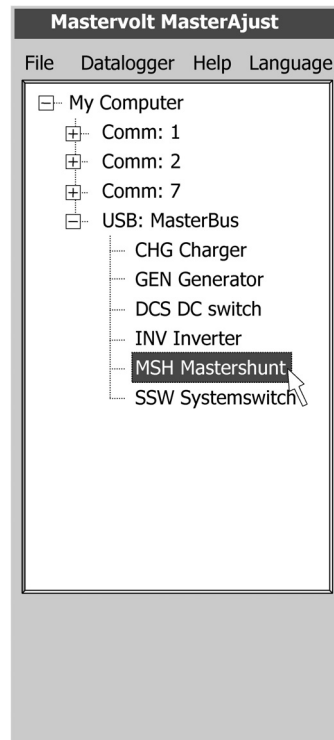 Mastervolt MasterAjust
File Datalogger Help Language
My Computer
Comm: 1
Comm: 2
Comm: 7
USB: MasterBus
CHG Charger
GEN Generator
DCS DC switch
INV Inverter
MSH Mastershunt
SSW Systemswitch